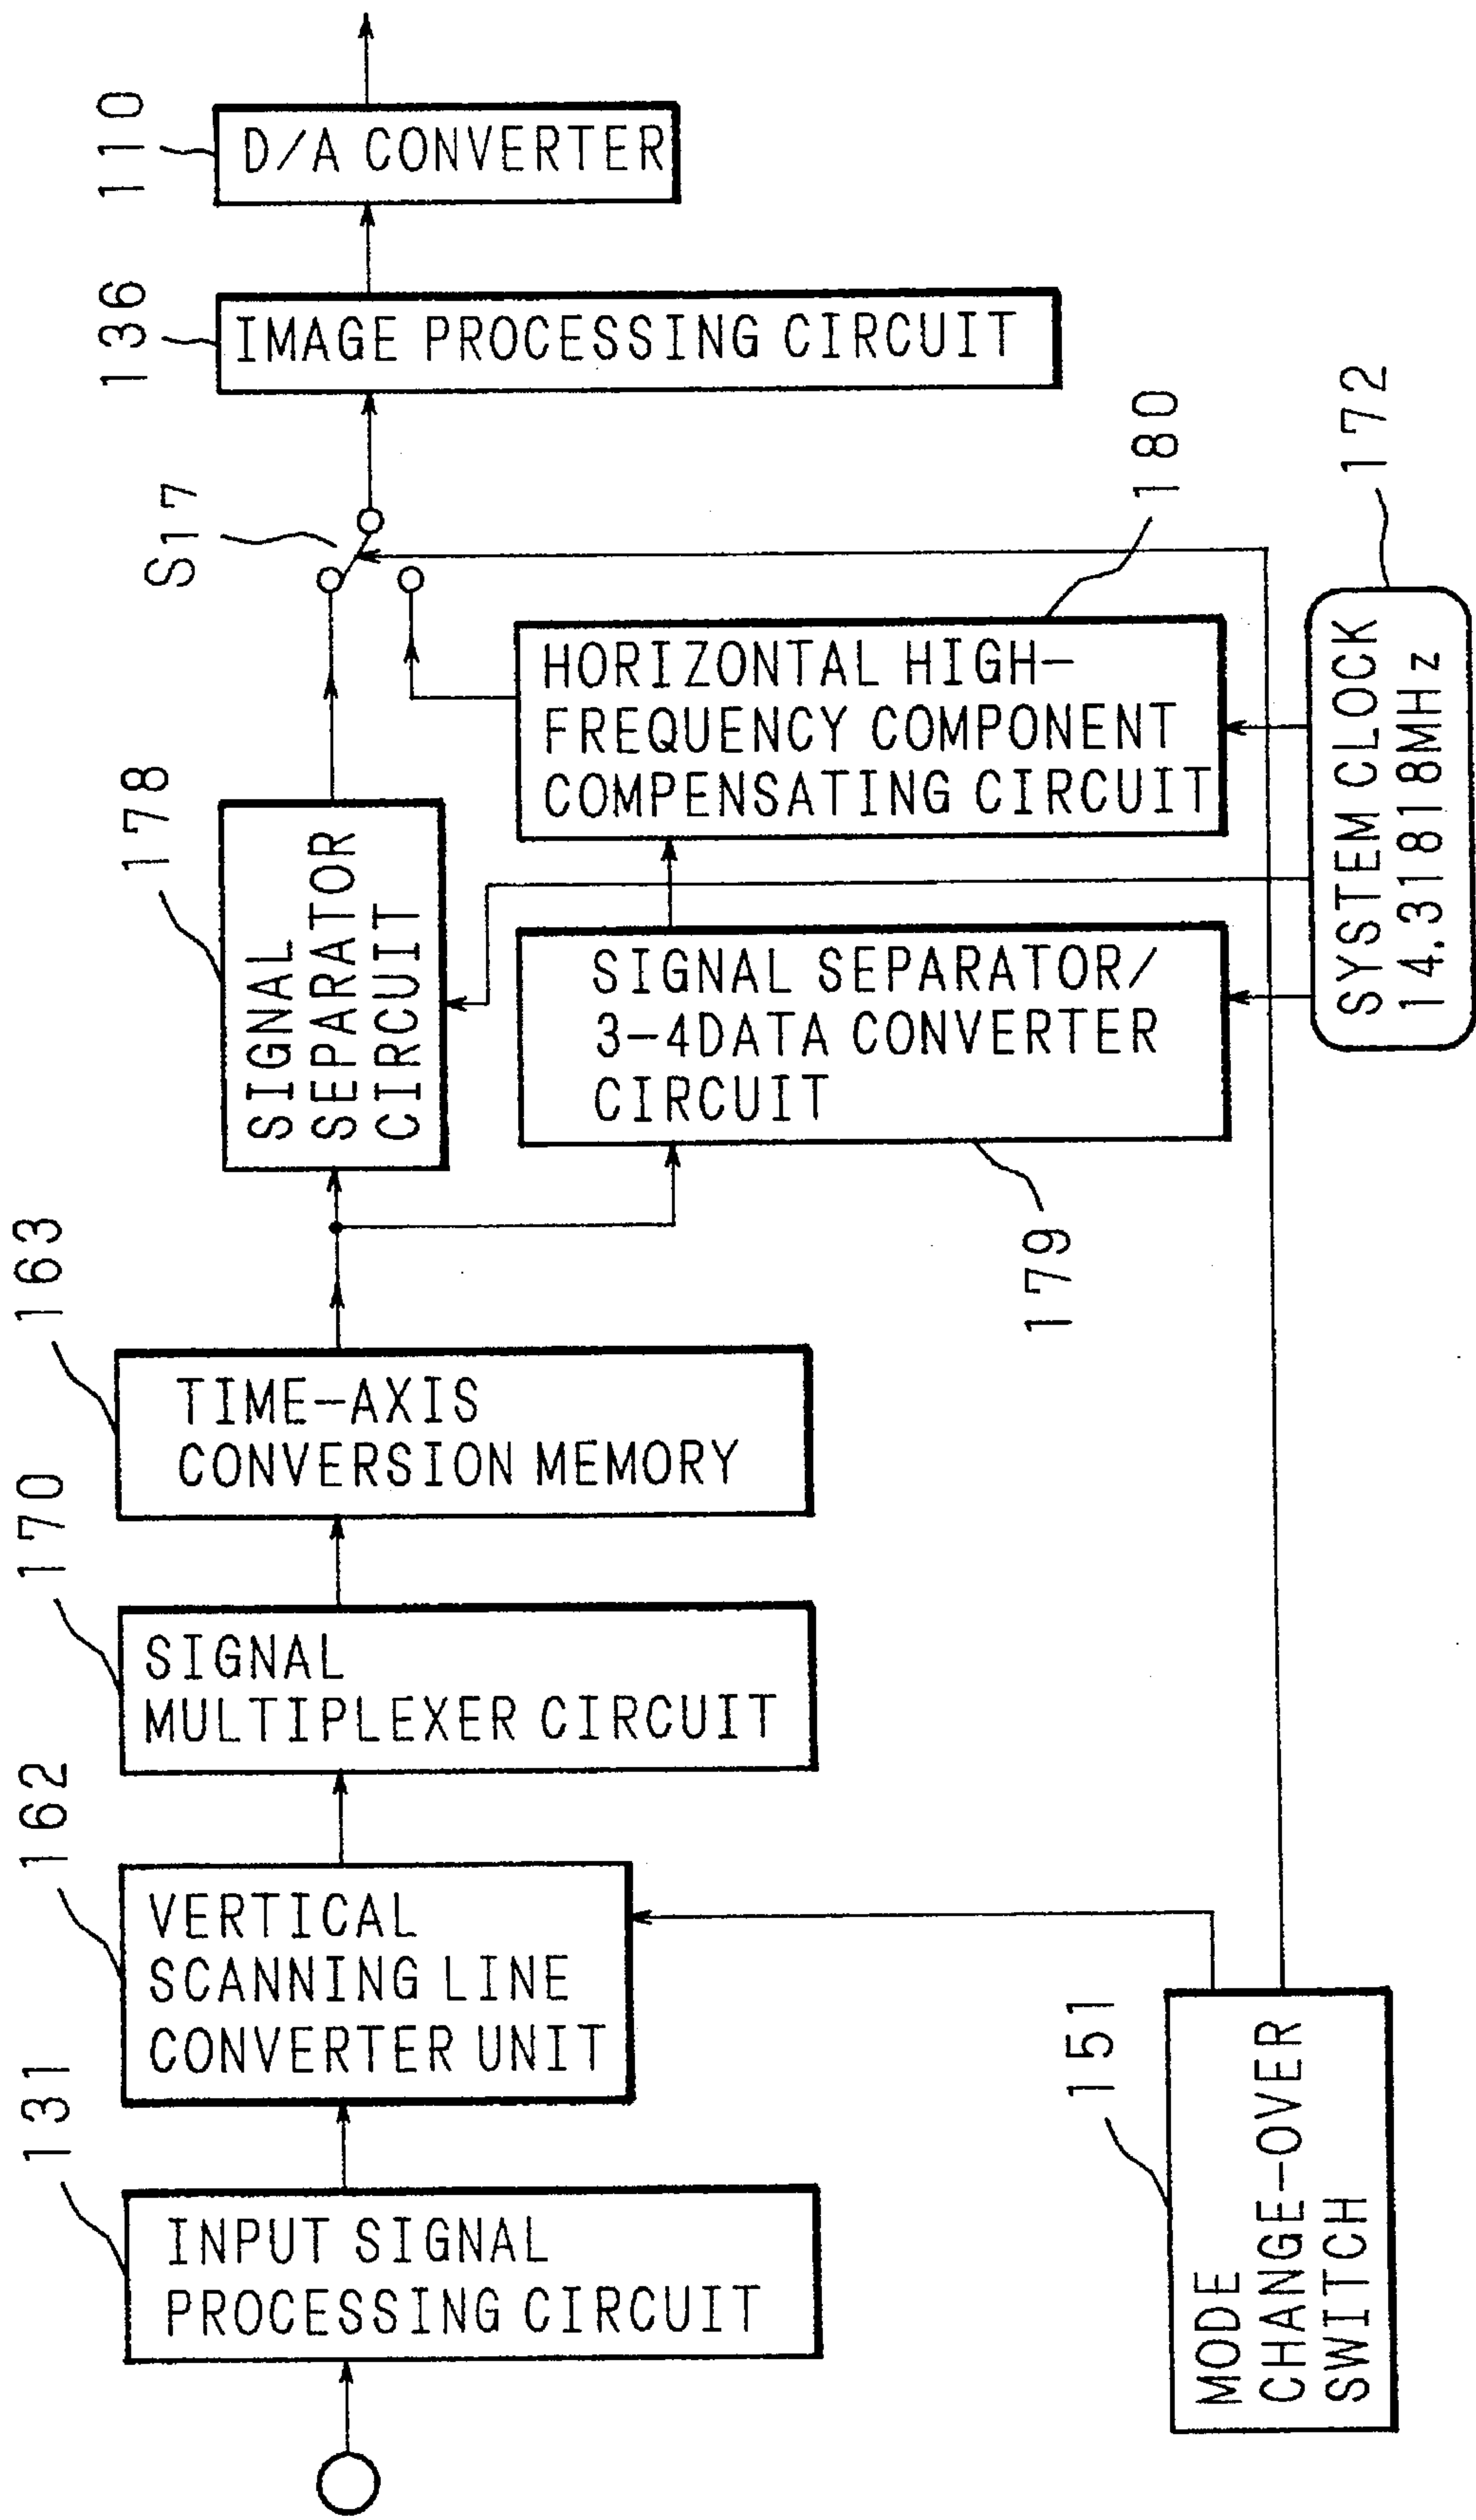 131
INPUT SIGNAL
PROCESSING CIRCUIT
162
VERTICAL
SCANNING LINE
CONVERTER UNIT
170
SIGNAL
MULTIPLEXER CIRCUIT
163
TIME-AXIS
CONVERSION MEMORY
178
SIGNAL
SEPARATOR
CIRCUIT
179
SIGNAL SEPARATOR/
3-4DATA CONVERTER
CIRCUIT
180
HORIZONTAL HIGH-
FREQUENCY COMPONENT
COMPENSATING CIRCUIT
S17
136
IMAGE PROCESSING CIRCUIT
110
D/A CONVERTER
151
MODE
CHANGE-OVER
SWITCH
172
SYSTEM CLOCK
14.31818MHz